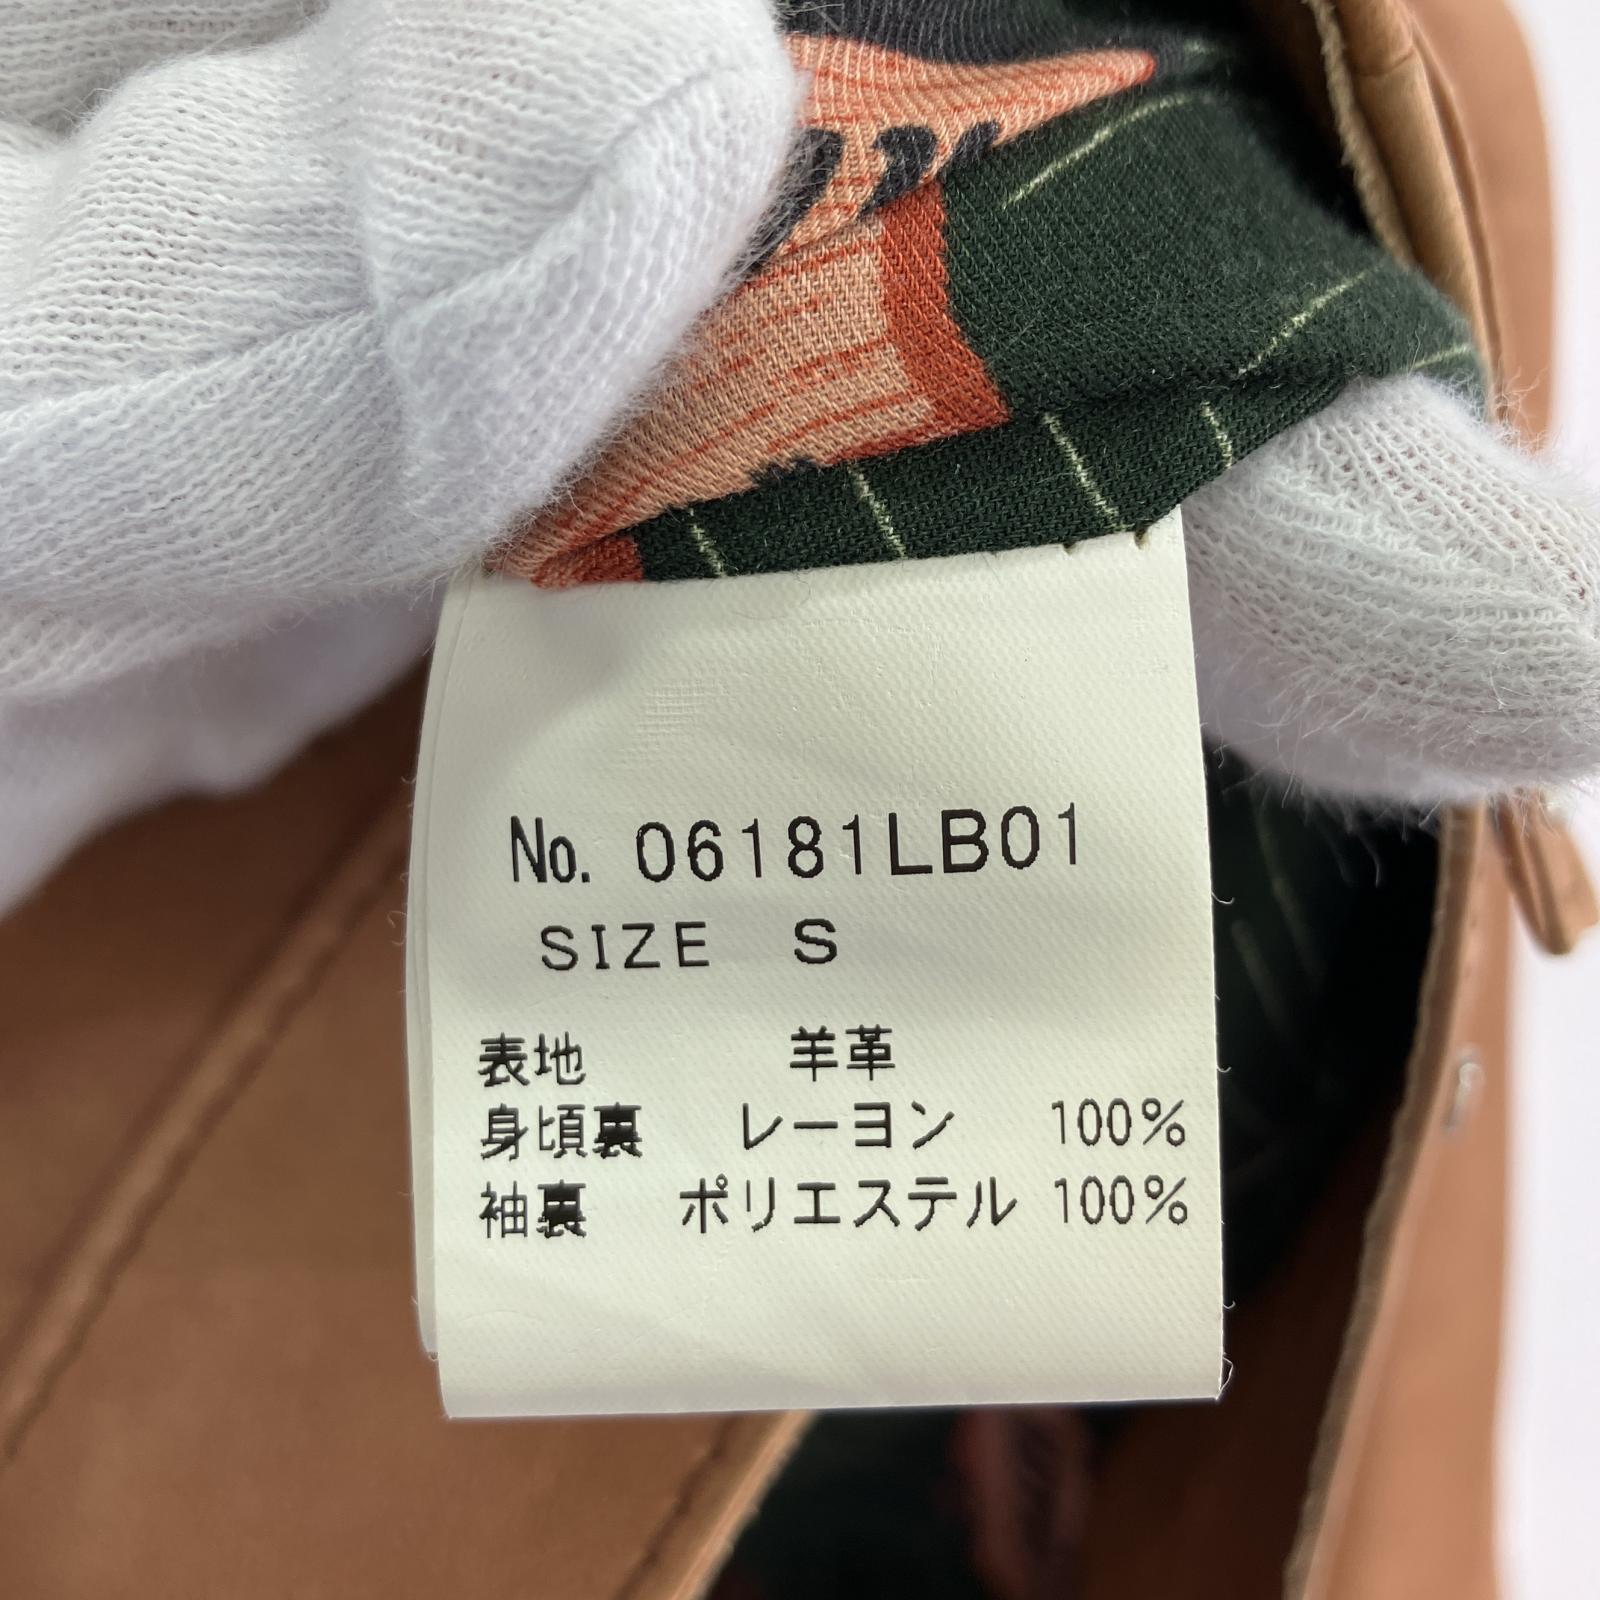 No. 06181LB01
SIZE S
表地 羊革
身頃裏 レーヨン 100%
袖裏 ポリエステル 100%